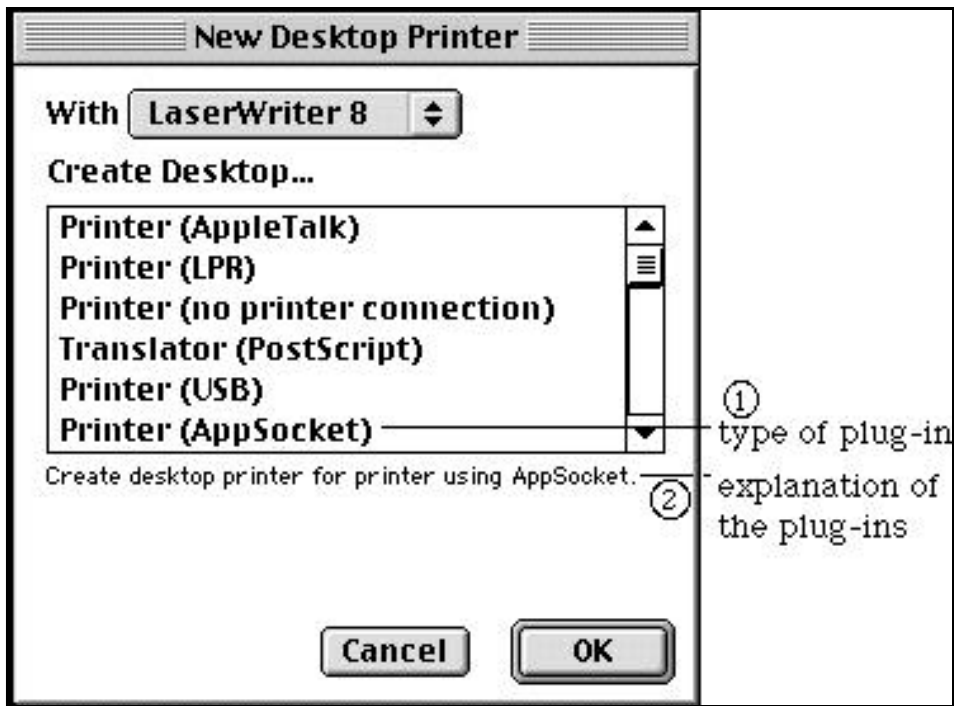 New Desktop Printer
With LaserWriter 8
Create Desktop...
Printer (AppleTalk)
Printer (LPR)
Printer (no printer connection)
Translator (PostScript)
Printer (USB)
Printer (AppSocket)
① type of plug-in
Create desktop printer for printer using AppSocket.
② explanation of
the plug-ins
Cancel OK